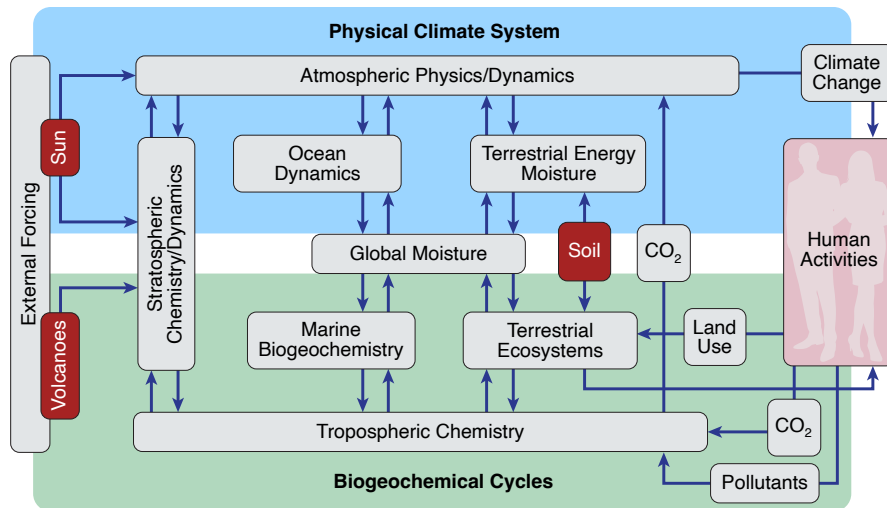 Physical Climate System
Atmospheric Physics/Dynamics
Climate
Change
External Forcing
Sun
Stratospheric
Chemistry/Dynamics
Ocean
Dynamics
Terrestrial Energy
Moisture
Global Moisture
Soil
CO₂
Human
Activities
Volcanoes
Marine
Biogeochemistry
Terrestrial
Ecosystems
Land
Use
Tropospheric Chemistry
CO₂
Pollutants
Biogeochemical Cycles